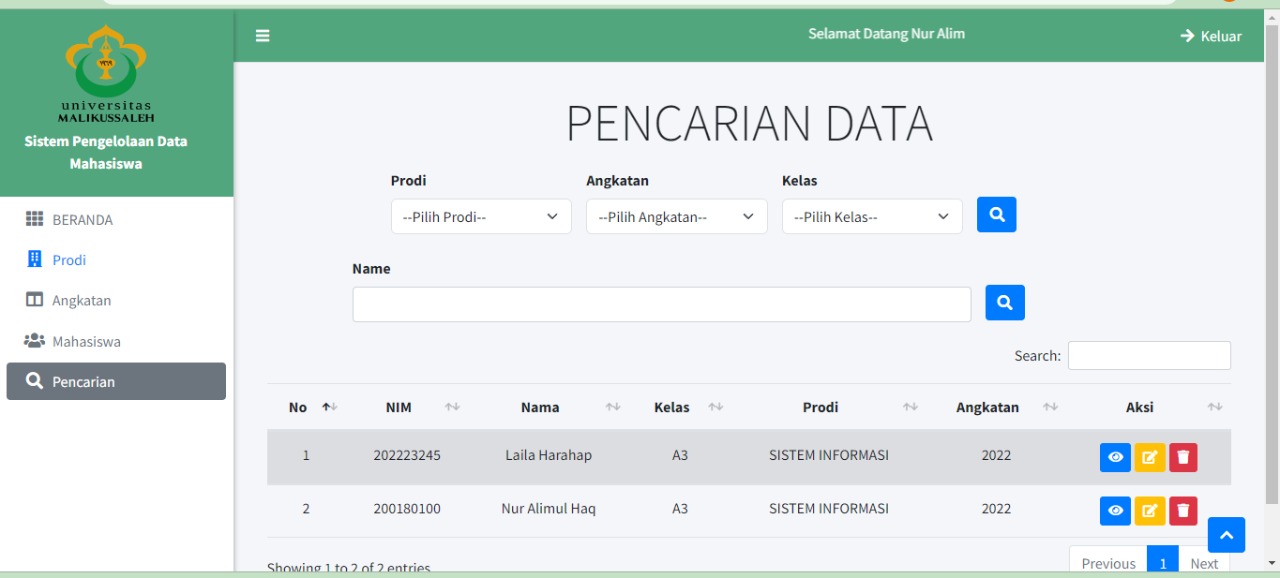 Selamat Datang Nur Alim
Keluar
universitas
MALIKUSSALEH
Sistem Pengelolaan Data
Mahasiswa
BERANDA
Prodi
Angkatan
Mahasiswa
Pencarian
PENCARIAN DATA
Prodi Angkatan Kelas
--Pilih Prodi-- --Pilih Angkatan-- --Pilih Kelas--
Name
Search:
No NIM Nama Kelas Prodi Angkatan Aksi
1 202223245 Laila Harahap A3 SISTEM INFORMASI 2022
2 200180100 Nur Alimul Haq A3 SISTEM INFORMASI 2022
Showing 1 to 2 of 2 entries
Previous 1 Next